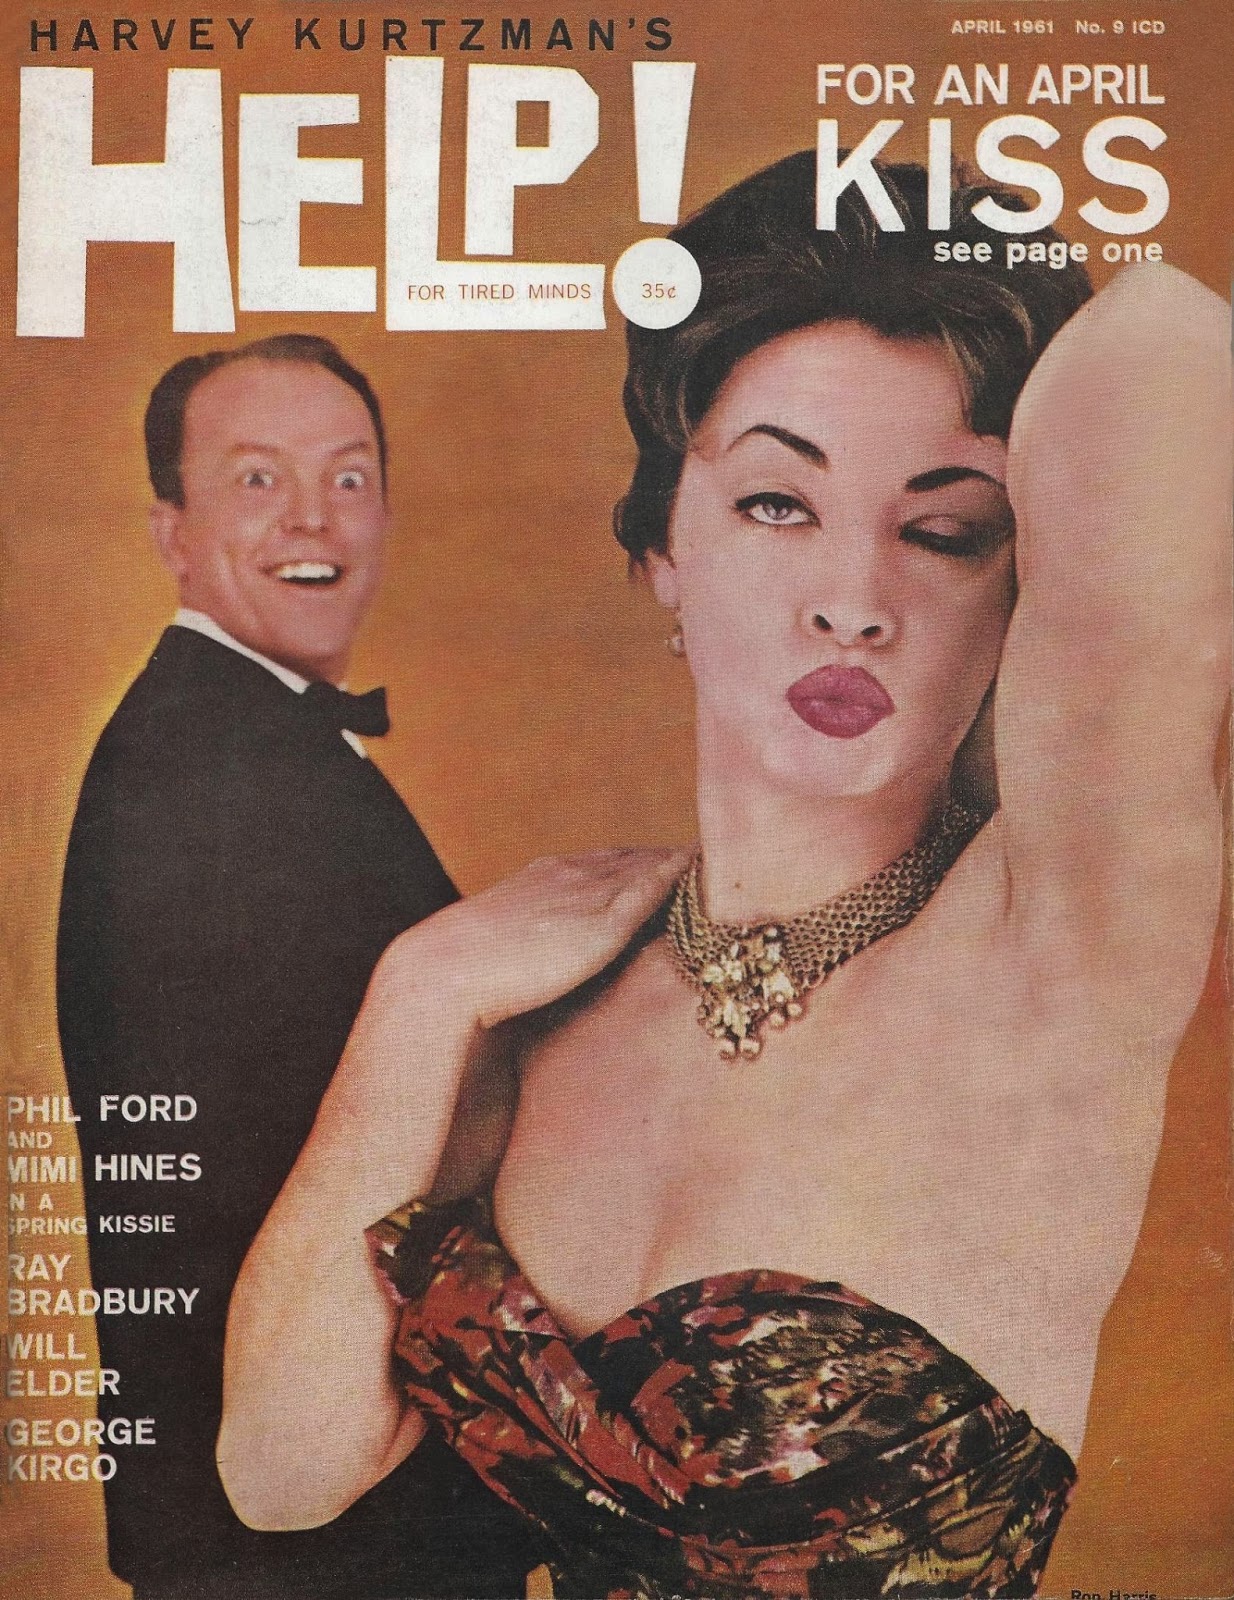 HARVEY KURTZMAN'S
APRIL 1961 No. 9 ICD
HELP!
FOR TIRED MINDS
35¢
FOR AN APRIL
KISS
see page one
PHIL FORD
AND
MIMI HINES
IN A
SPRING KISSIE
RAY
BRADBURY
WILL
ELDER
GEORGE
KIRGO
Ron Harris